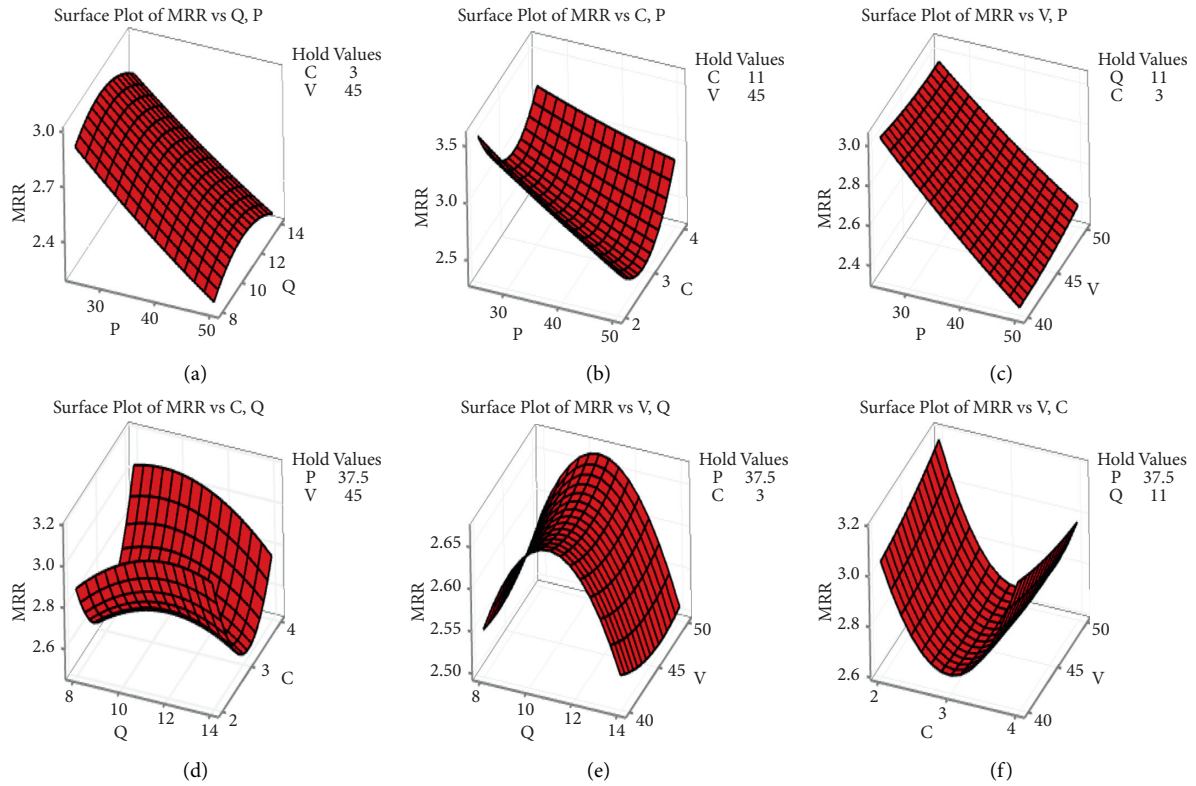 Surface Plot of MRR vs Q, P
Hold Values
C 3
V 45
3.0
2.7
2.4
MRR
30
40
50
P
14
12
10
8
Q
(a)
Surface Plot of MRR vs C, P
Hold Values
C 11
V 45
3.5
3.0
2.5
MRR
30
40
50
P
4
3
2
C
(b)
Surface Plot of MRR vs V, P
Hold Values
Q 11
C 3
3.0
2.8
2.6
2.4
MRR
30
40
50
P
50
45
40
V
(c)
Surface Plot of MRR vs C, Q
Hold Values
P 37.5
V 45
3.2
3.0
2.8
2.6
MRR
8
10
12
14
Q
4
3
2
C
(d)
Surface Plot of MRR vs V, Q
Hold Values
P 37.5
C 3
2.65
2.60
2.55
2.50
MRR
8
10
12
14
Q
50
45
40
V
(e)
Surface Plot of MRR vs V, C
Hold Values
P 37.5
Q 11
3.2
3.0
2.8
2.6
MRR
2
3
4
C
50
45
40
V
(f)